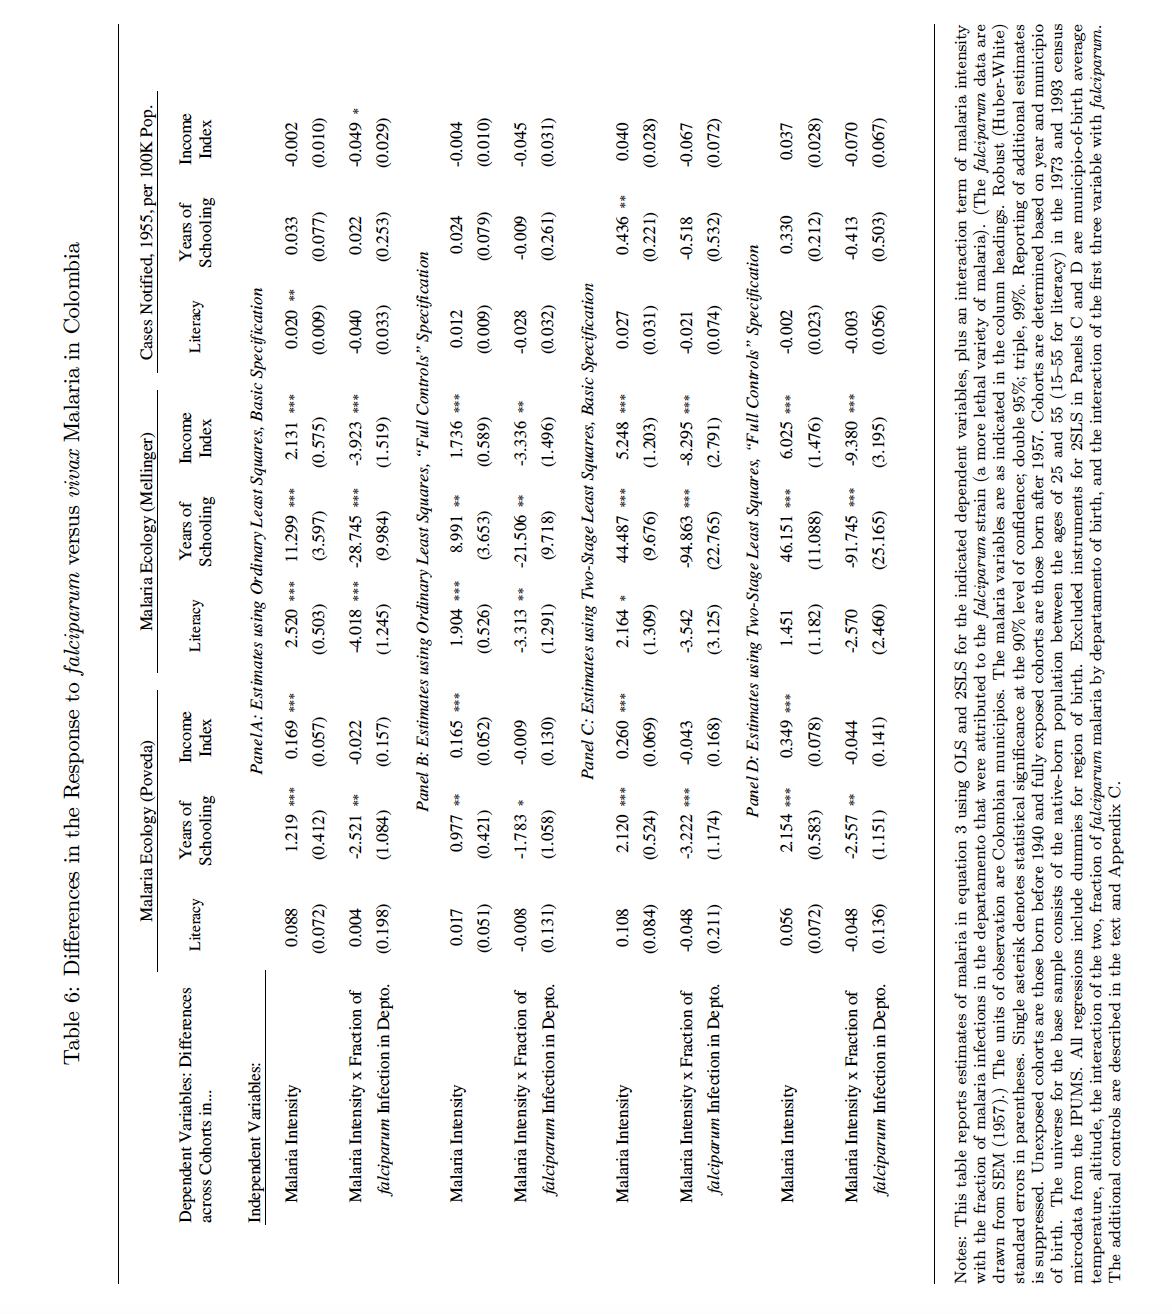 Table 6: Differences in the Response to falciparum versus vivax Malaria in Colombia
Malaria Ecology (Poveda) Malaria Ecology (Mellinger) Cases Notified, 1955, per 100K Pop.
Dependent Variables: Differences Literacy Years of Income Literacy Years of Income Literacy Years of Income
across Cohorts in... Schooling Index Schooling Index Schooling Index
Independent Variables:
Panel A: Estimates using Ordinary Least Squares, Basic Specification
Malaria Intensity 0.088 1.219 *** 0.169 *** 2.520 *** 11.299 *** 2.131 *** 0.020 ** 0.033 -0.002
(0.072) (0.412) (0.057) (0.503) (3.597) (0.575) (0.009) (0.077) (0.010)
Malaria Intensity x Fraction of 0.004 -2.521 ** -0.022 -4.018 *** -28.745 *** -3.923 *** -0.040 0.022 -0.049 *
falciparum Infection in Depto. (0.198) (1.084) (0.157) (1.245) (9.984) (1.519) (0.033) (0.253) (0.029)
Panel B: Estimates using Ordinary Least Squares, "Full Controls" Specification
Malaria Intensity 0.017 0.977 ** 0.165 *** 1.904 *** 8.991 ** 1.736 *** 0.012 0.024 -0.004
(0.051) (0.421) (0.052) (0.526) (3.653) (0.589) (0.009) (0.079) (0.010)
Malaria Intensity x Fraction of -0.008 -1.783 * -0.009 -3.313 ** -21.506 ** -3.336 ** -0.028 -0.009 -0.045
falciparum Infection in Depto. (0.131) (1.058) (0.130) (1.291) (9.718) (1.496) (0.032) (0.261) (0.031)
Panel C: Estimates using Two-Stage Least Squares, Basic Specification
Malaria Intensity 0.108 2.120 *** 0.260 *** 2.164 * 44.487 *** 5.248 *** 0.027 0.436 ** 0.040
(0.084) (0.524) (0.069) (1.309) (9.676) (1.203) (0.031) (0.221) (0.028)
Malaria Intensity x Fraction of -0.048 -3.222 *** -0.043 -3.542 -94.863 *** -8.295 *** -0.021 -0.518 -0.067
falciparum Infection in Depto. (0.211) (1.174) (0.168) (3.125) (22.765) (2.791) (0.074) (0.532) (0.072)
Panel D: Estimates using Two-Stage Least Squares, "Full Controls" Specification
Malaria Intensity 0.056 2.154 *** 0.349 *** 1.451 46.151 *** 6.025 *** -0.002 0.330 0.037
(0.072) (0.583) (0.078) (1.182) (11.088) (1.476) (0.023) (0.212) (0.028)
Malaria Intensity x Fraction of -0.048 -2.557 ** -0.044 -2.570 -91.745 *** -9.380 *** -0.003 -0.413 -0.070
falciparum Infection in Depto. (0.136) (1.151) (0.141) (2.460) (25.165) (3.195) (0.056) (0.503) (0.067)
Notes: This table reports estimates of malaria in equation 3 using OLS and 2SLS for the indicated dependent variables, plus an interaction term of malaria intensity
with the fraction of malaria infections in the departamento that were attributed to the falciparum strain (a more lethal variety of malaria). (The falciparum data are
drawn from SEM (1957).) The units of observation are Colombian municipios. The malaria variables are as indicated in the column headings. Robust (Huber-White)
standard errors in parentheses. Single asterisk denotes statistical significance at the 90% level of confidence; double 95%; triple, 99%. Reporting of additional estimates
is suppressed. Unexposed cohorts are those born before 1940 and fully exposed cohorts are those born after 1957. Cohorts are determined based on year and municipio
of birth. The universe for the base sample consists of the native-born population between the ages of 25 and 55 (15–55 for literacy) in the 1973 and 1993 census
microdata from the IPUMS. All regressions include dummies for region of birth. Excluded instruments for 2SLS in Panels C and D are municipio-of-birth average
temperature, altitude, the interaction of the two, fraction of falciparum malaria by departamento of birth, and the interaction of the first three variable with falciparum.
The additional controls are described in the text and Appendix C.